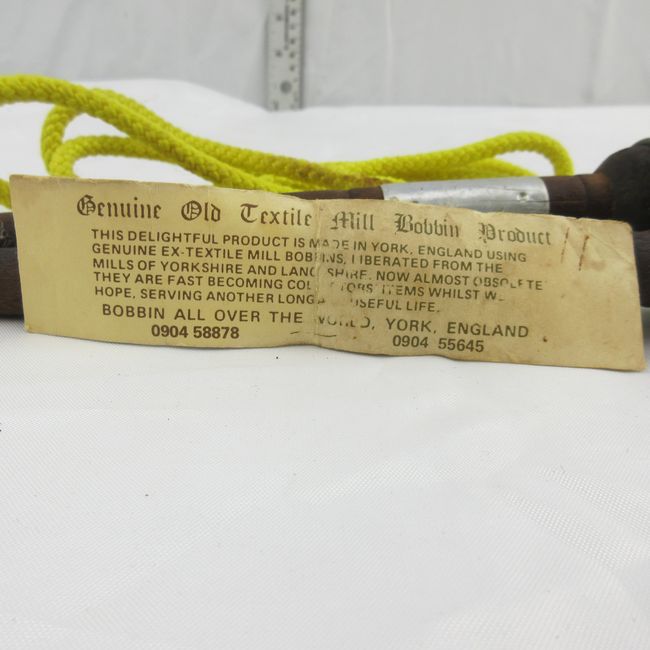 Genuine Old Textile Mill Bobbin Product
THIS DELIGHTFUL PRODUCT IS MADE IN YORK, ENGLAND USING
GENUINE EX-TEXTILE MILL BOBBINS, LIBERATED FROM THE
MILLS OF YORKSHIRE AND LANCASHIRE. NOW ALMOST OBSOLETE
THEY ARE FAST BECOMING COLLECTORS' ITEMS WHILST WE
HOPE, SERVING ANOTHER LONG USEFUL LIFE.
BOBBIN ALL OVER THE WORLD, YORK, ENGLAND
0904 58878 0904 55645